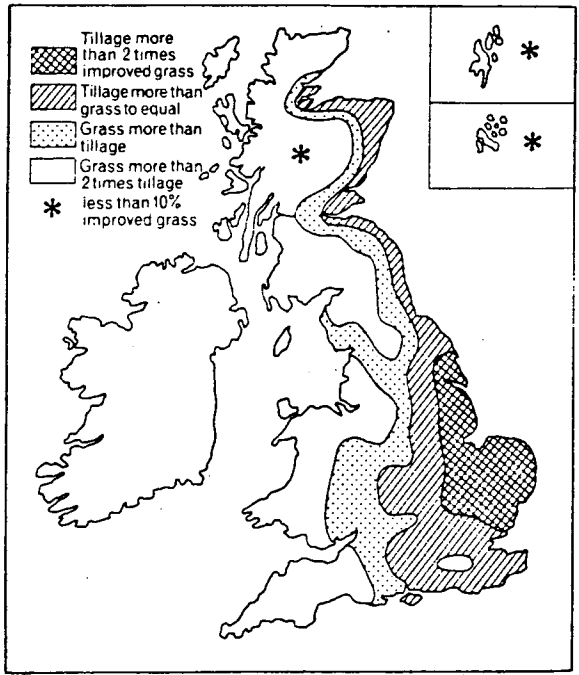 Tillage more
than 2 times
improved grass
Tillage more than
grass to equal
Grass more than
tillage
Grass more than
2 times tillage
* less than 10%
improved grass
*
*
*